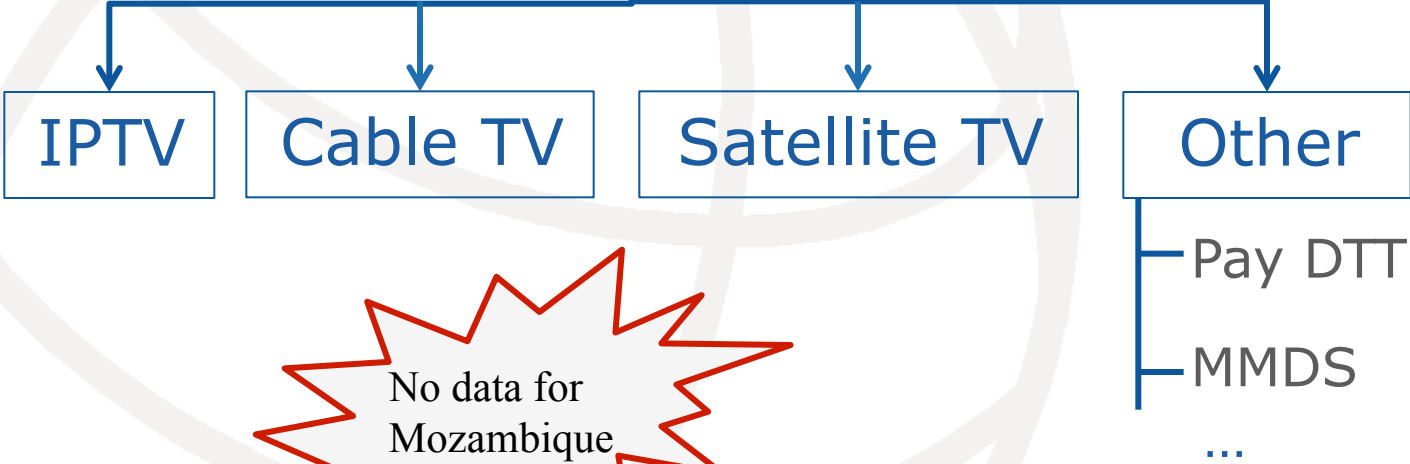 IPTV
Cable TV
Satellite TV
Other
Pay DTT
MMDS
...
No data for
Mozambique